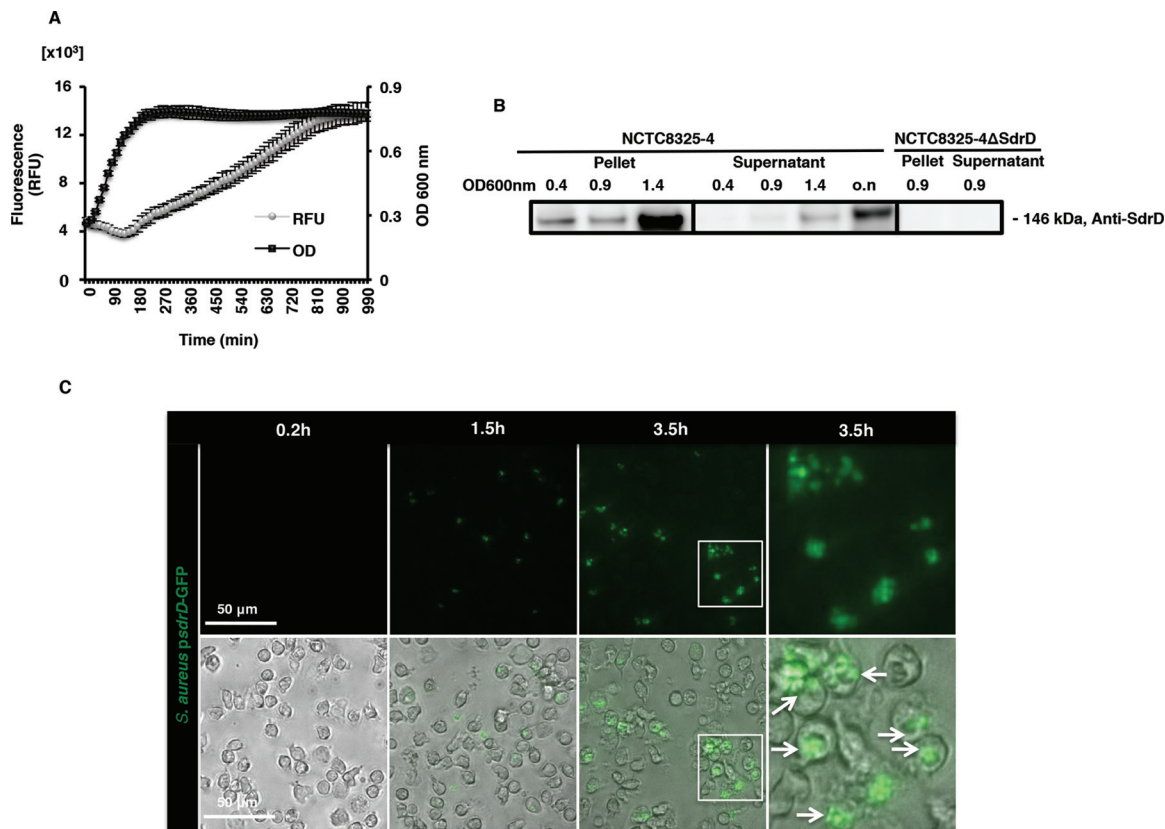 A
[x10³]
16
12
8
4
0
Fluorescence
(RFU)
0.9
0.6
0.3
0
OD 600 nm
RFU
OD
0
90
180
270
360
450
540
630
720
810
900
990
Time (min)
B
NCTC8325-4
NCTC8325-4ΔSdrD
Pellet
Supernatant
Pellet
Supernatant
OD600nm
0.4 0.9 1.4 0.4 0.9 1.4 o.n 0.9 0.9
- 146 kDa, Anti-SdrD
C
0.2h
1.5h
3.5h
3.5h
S. aureus psdrD-GFP
50 µm
50 µm